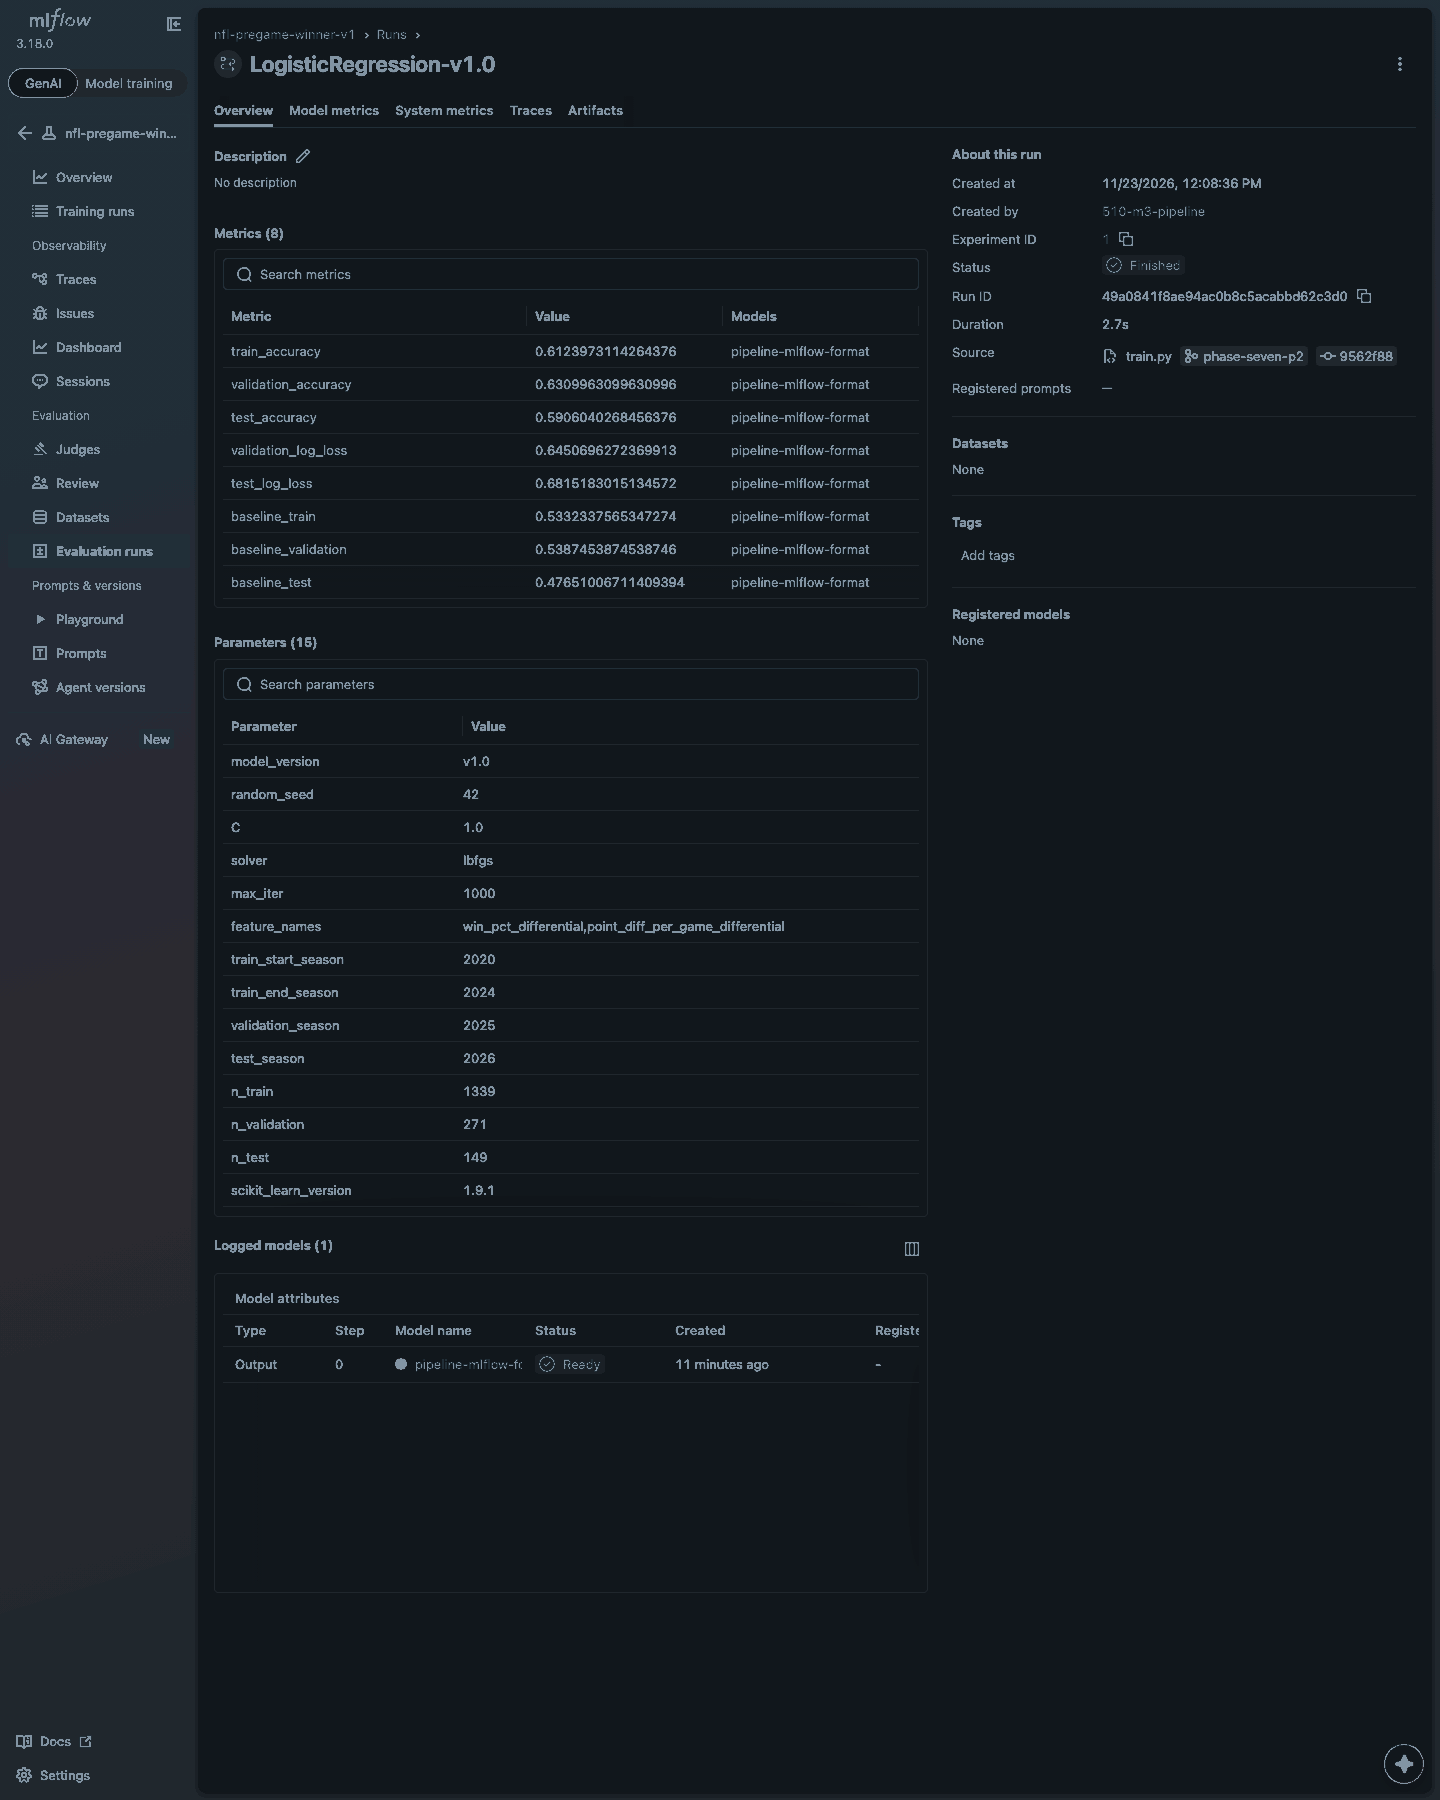 mlflow
3.18.0
GenAI
Model training
nfl-pregame-win...
Overview
Training runs
Observability
Traces
Issues
Dashboard
Sessions
Evaluation
Judges
Review
Datasets
Evaluation runs
Prompts & versions
Playground
Prompts
Agent versions
AI Gateway New
Docs
Settings
nfl-pregame-winner-v1 › Runs ›
LogisticRegression-v1.0
Overview Model metrics System metrics Traces Artifacts
Description
No description
Metrics (8)
Search metrics
Metric Value Models
train_accuracy 0.6123973114264376 pipeline-mlflow-format
validation_accuracy 0.6309963099630996 pipeline-mlflow-format
test_accuracy 0.5906040268456376 pipeline-mlflow-format
validation_log_loss 0.6450696272369913 pipeline-mlflow-format
test_log_loss 0.6815183015134572 pipeline-mlflow-format
baseline_train 0.5332337565347274 pipeline-mlflow-format
baseline_validation 0.5387453874538746 pipeline-mlflow-format
baseline_test 0.47651006711409394 pipeline-mlflow-format
Parameters (15)
Search parameters
Parameter Value
model_version v1.0
random_seed 42
C 1.0
solver lbfgs
max_iter 1000
feature_names win_pct_differential,point_diff_per_game_differential
train_start_season 2020
train_end_season 2024
validation_season 2025
test_season 2026
n_train 1339
n_validation 271
n_test 149
scikit_learn_version 1.9.1
Logged models (1)
Model attributes
Type Step Model name Status Created Registe
Output 0 pipeline-mlflow-fo Ready 11 minutes ago -
About this run
Created at 11/23/2026, 12:08:36 PM
Created by 510-m3-pipeline
Experiment ID 1
Status Finished
Run ID 49a0841f8ae94ac0b8c5acabbd62c3d0
Duration 2.7s
Source train.py phase-seven-p2 9562f88
Registered prompts —
Datasets
None
Tags
Add tags
Registered models
None